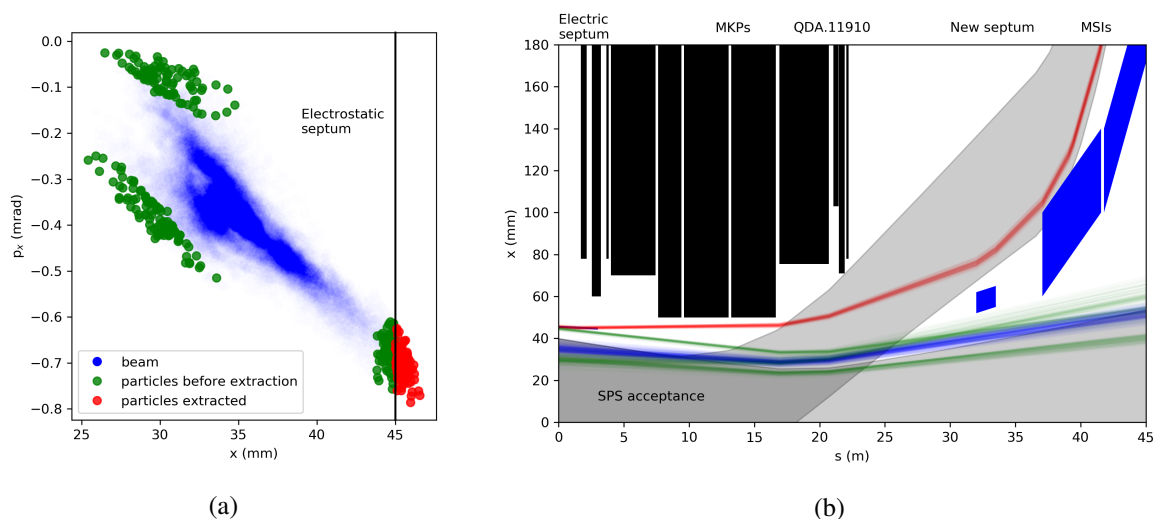 0.0
−0.1
−0.2
−0.3
−0.4
−0.5
−0.6
−0.7
−0.8
pₓ (mrad)
25
30
35
40
45
x (mm)
Electrostatic
septum
beam
particles before extraction
particles extracted
(a)
Electric
septum
MKPs
QDA.11910
New septum
MSIs
180
160
140
120
100
80
60
40
20
0
x (mm)
SPS acceptance
0
5
10
15
20
25
30
35
40
45
s (m)
(b)